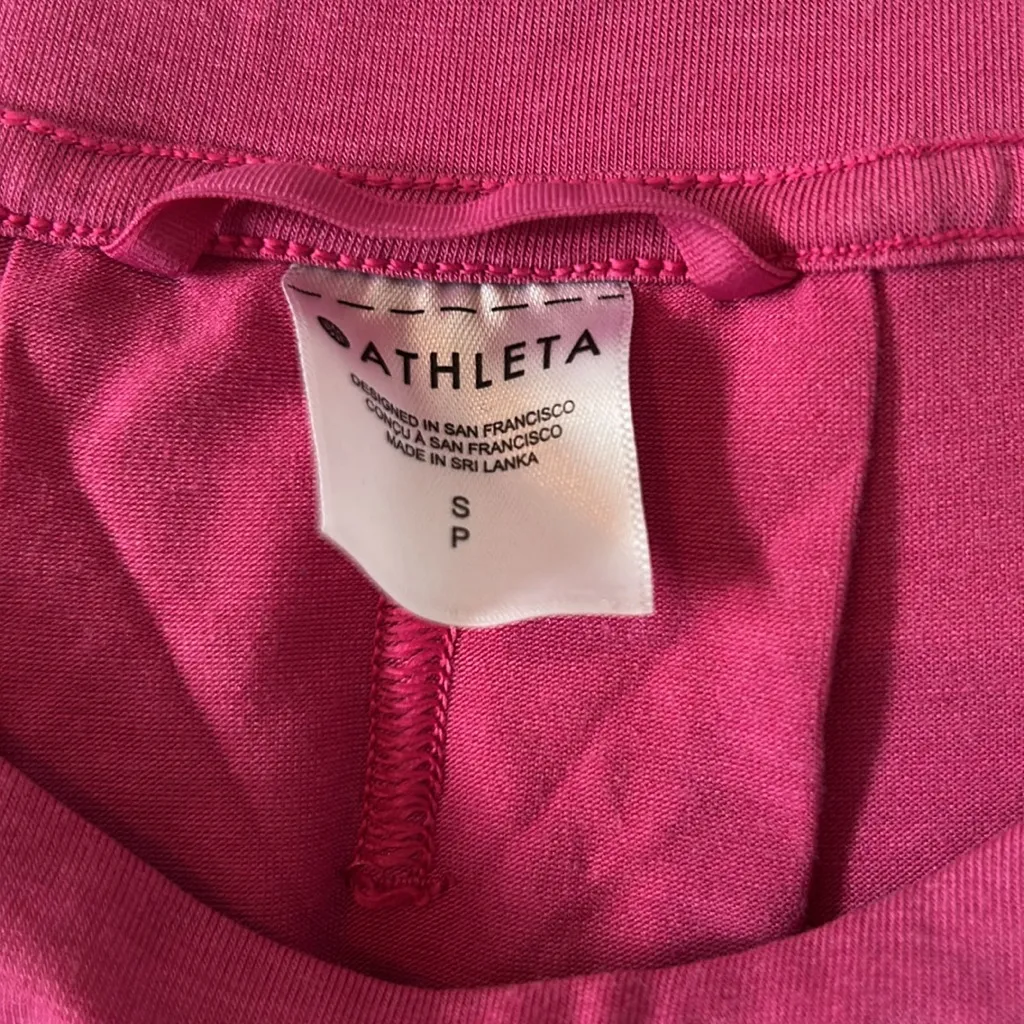 ATHLETA
DESIGNED IN SAN FRANCISCO
CONÇU À SAN FRANCISCO
MADE IN SRI LANKA
S
P